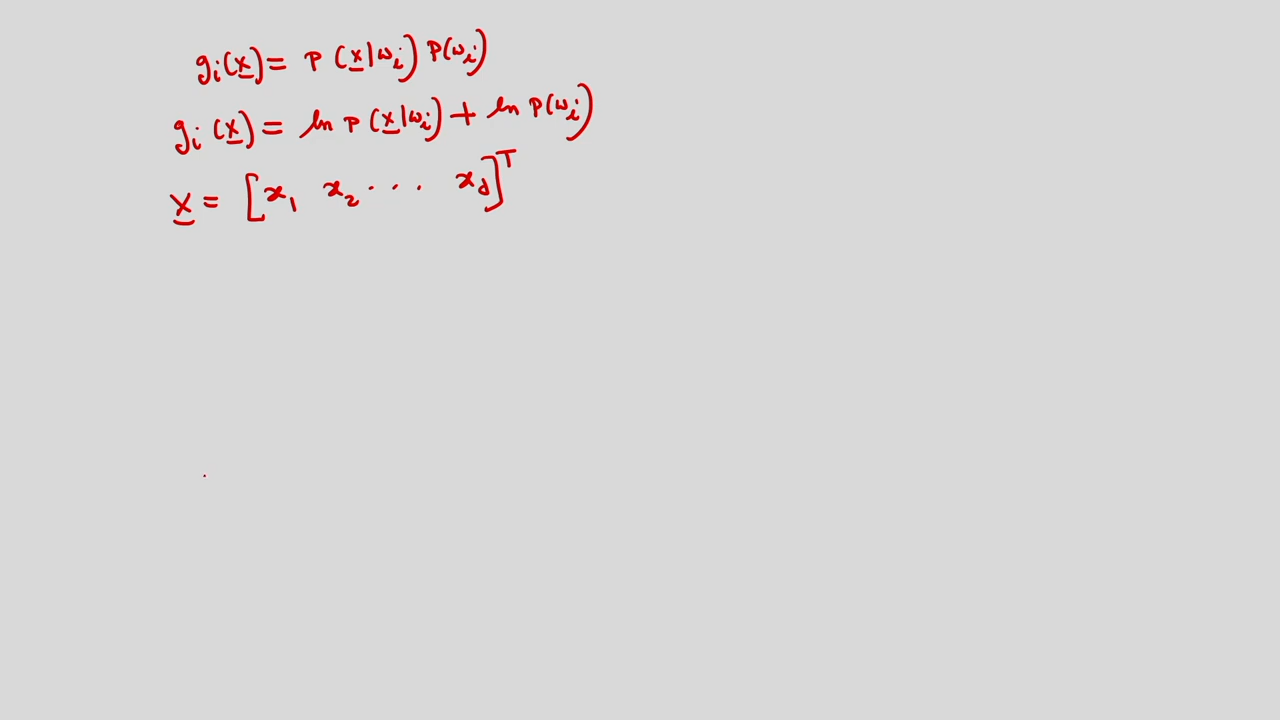 gᵢ(x̲) = P(x̲|ωᵢ) P(ωᵢ)
gᵢ(x̲) = ln P(x̲|ωᵢ) + ln P(ωᵢ)
x̲ = [x₁ x₂ ... x_d]ᵀ